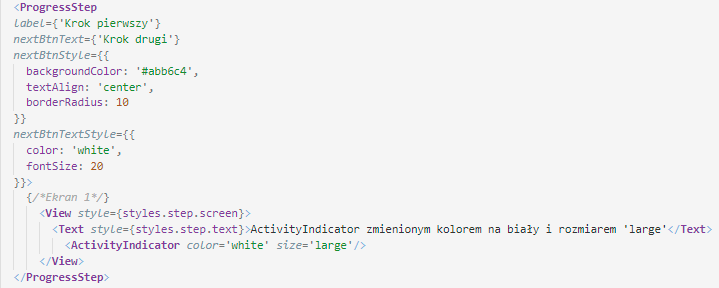 <ProgressStep
label={'Krok pierwszy'}
nextBtnText={'Krok drugi'}
nextBtnStyle={{
backgroundColor: '#abb6c4',
textAlign: 'center',
borderRadius: 10
}}
nextBtnTextStyle={{
color: 'white',
fontSize: 20
}}>
{/*Ekran 1*/}
<View style={styles.step.screen}>
<Text style={styles.step.text}>ActivityIndicator zmienionym kolorem na biały i rozmiarem 'large'</Text>
<ActivityIndicator color='white' size='large'/>
</View>
</ProgressStep>